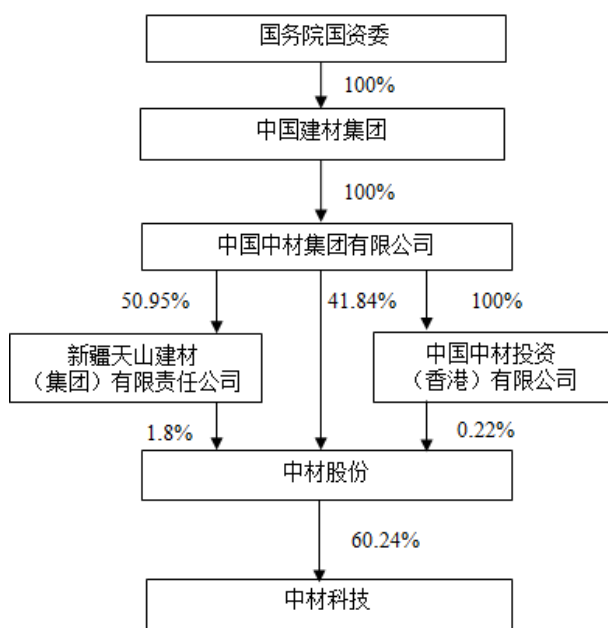 国务院国资委
100%
中国建材集团
100%
中国中材集团有限公司
50.95%
41.84%
100%
新疆天山建材
（集团）有限责任公司
中国中材投资
（香港）有限公司
1.8%
0.22%
中材股份
60.24%
中材科技